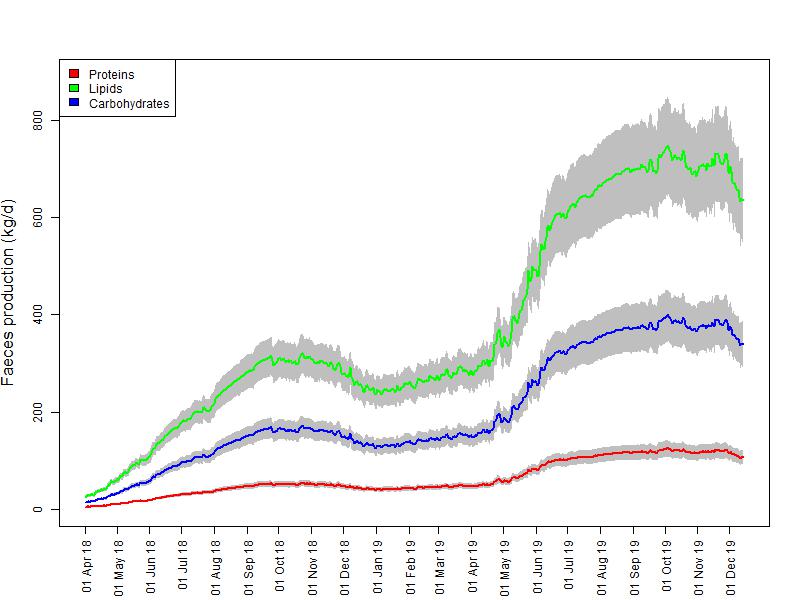 Proteins
Lipids
Carbohydrates
Faeces production (kg/d)
800
600
400
200
0
01 Apr 18
01 May 18
01 Jun 18
01 Jul 18
01 Aug 18
01 Sep 18
01 Oct 18
01 Nov 18
01 Dec 18
01 Jan 19
01 Feb 19
01 Mar 19
01 Apr 19
01 May 19
01 Jun 19
01 Jul 19
01 Aug 19
01 Sep 19
01 Oct 19
01 Nov 19
01 Dec 19